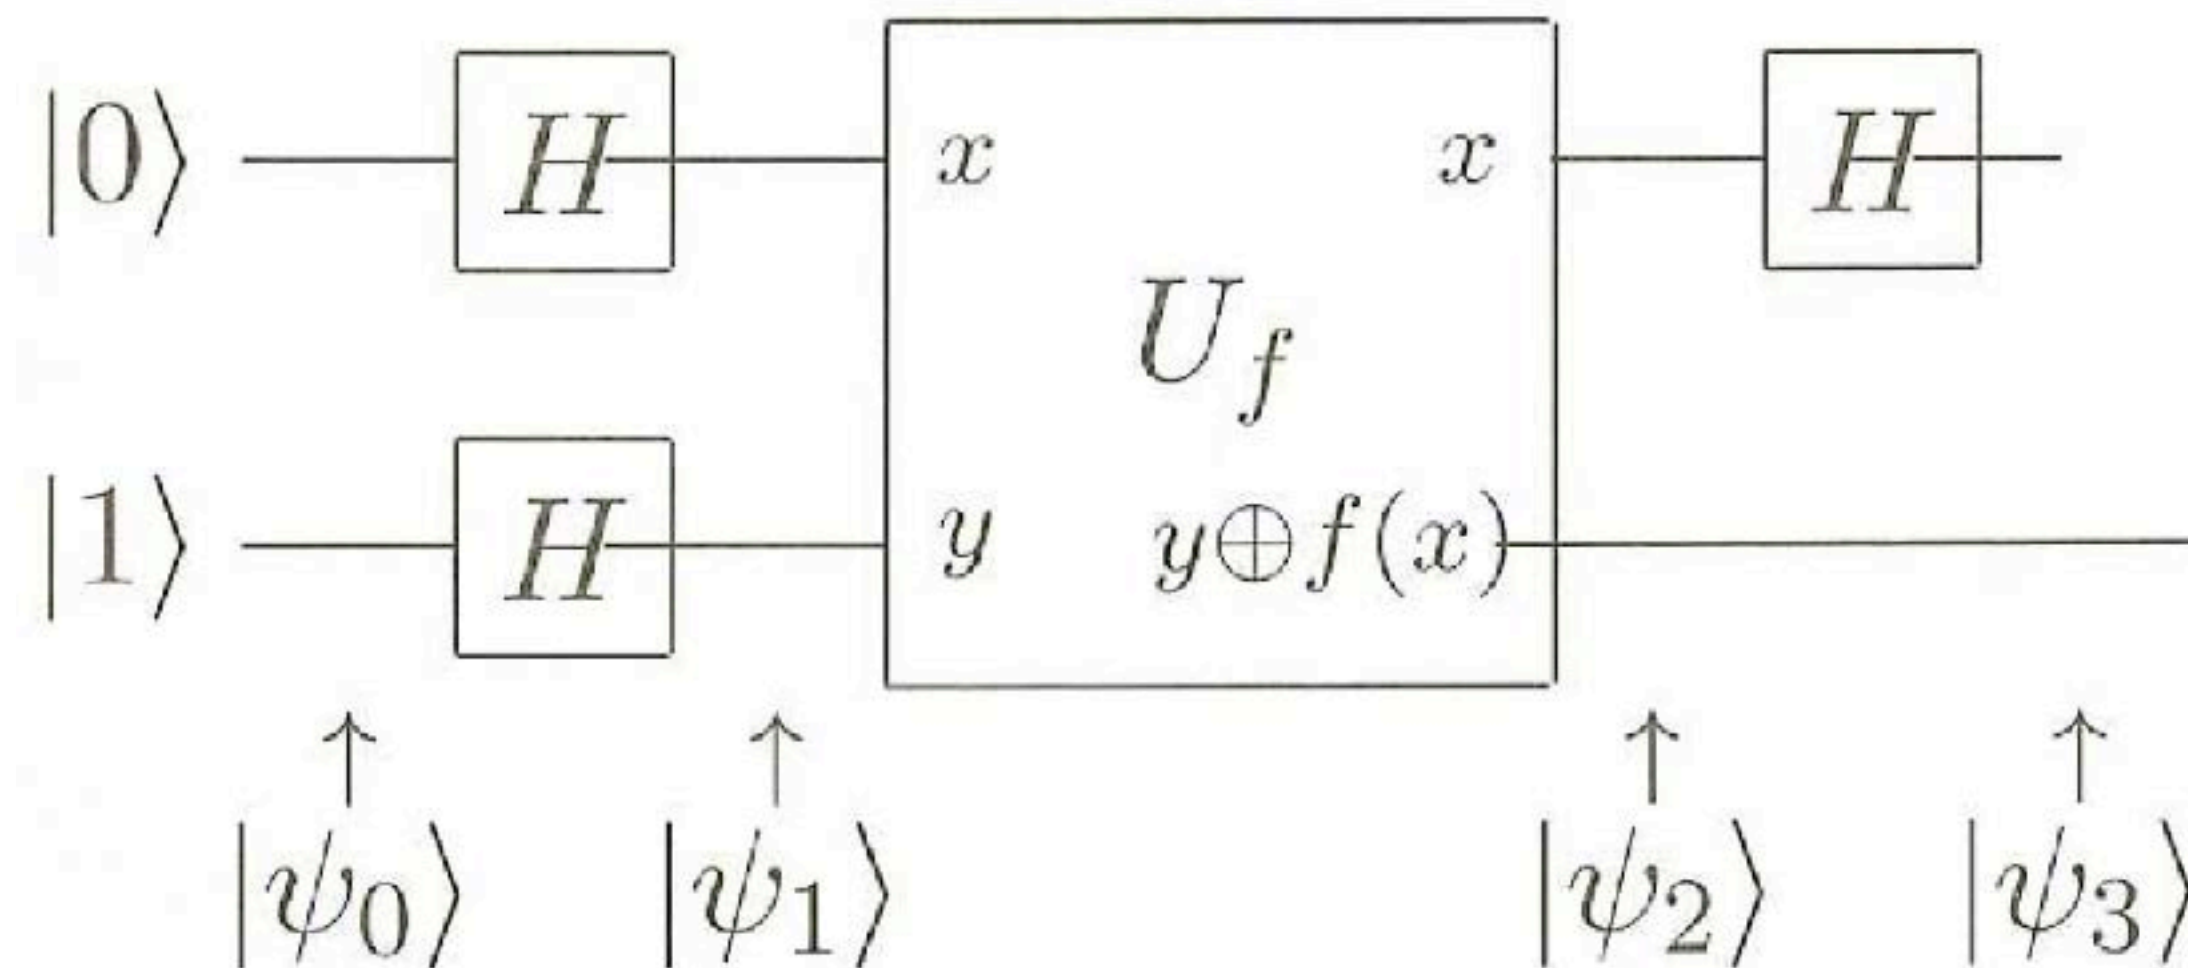 |0⟩ H x x H
U_f
|1⟩ H y y⊕f(x)
↑ ↑ ↑ ↑
|ψ₀⟩ |ψ₁⟩ |ψ₂⟩ |ψ₃⟩